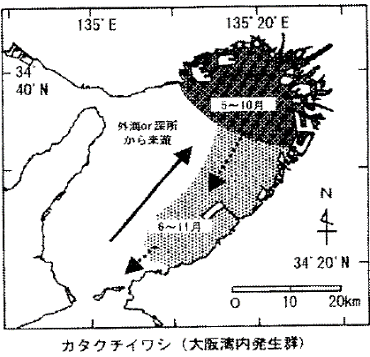 135°E
135°20'E
34°
40'N
5～10月
外海or深所
から来遊
6～11月
N
34°20'N
0 10 20km
カタクチイワシ（大阪湾内発生群）